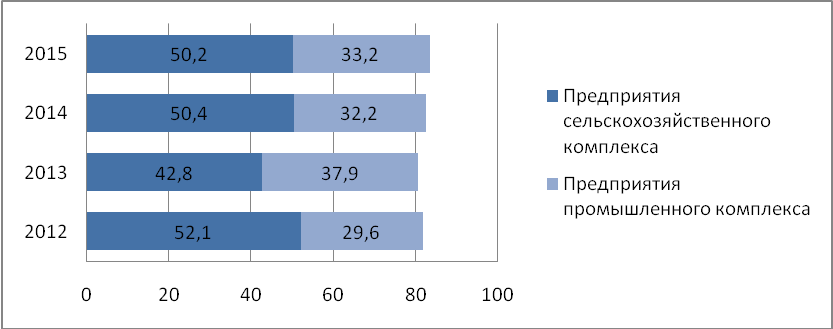 2015
50,2
33,2
2014
50,4
32,2
2013
42,8
37,9
2012
52,1
29,6
0 20 40 60 80 100
Предприятия
сельскохозяйственного
комплекса
Предприятия
промышленного комплекса